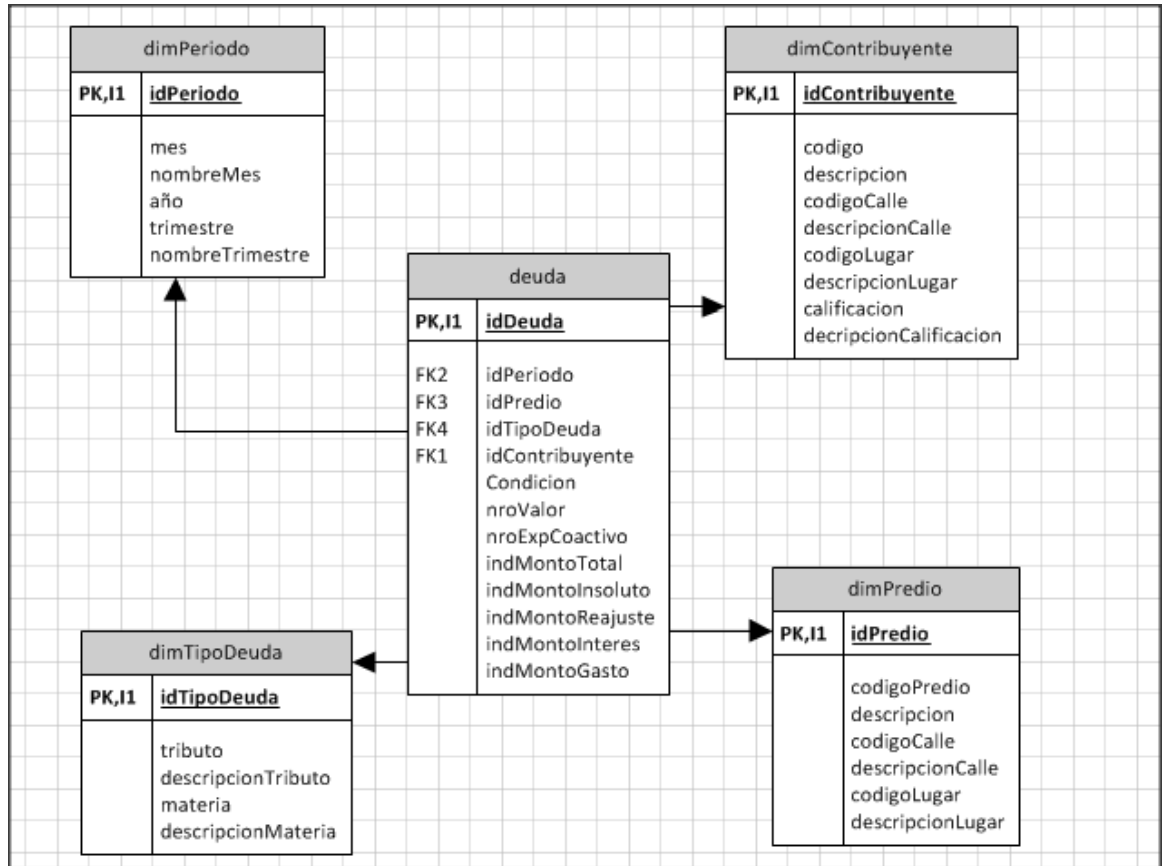 dimPeriodo
PK,I1 idPeriodo
mes
nombreMes
año
trimestre
nombreTrimestre
dimContribuyente
PK,I1 idContribuyente
codigo
descripcion
codigoCalle
descripcionCalle
codigoLugar
descripcionLugar
calificacion
decripcionCalificacion
deuda
PK,I1 idDeuda
FK2 idPeriodo
FK3 idPredio
FK4 idTipoDeuda
FK1 idContribuyente
Condicion
nroValor
nroExpCoactivo
indMontoTotal
indMontoInsoluto
indMontoReajuste
indMontoInteres
indMontoGasto
dimTipoDeuda
PK,I1 idTipoDeuda
tributo
descripcionTributo
materia
descripcionMateria
dimPredio
PK,I1 idPredio
codigoPredio
descripcion
codigoCalle
descripcionCalle
codigoLugar
descripcionLugar